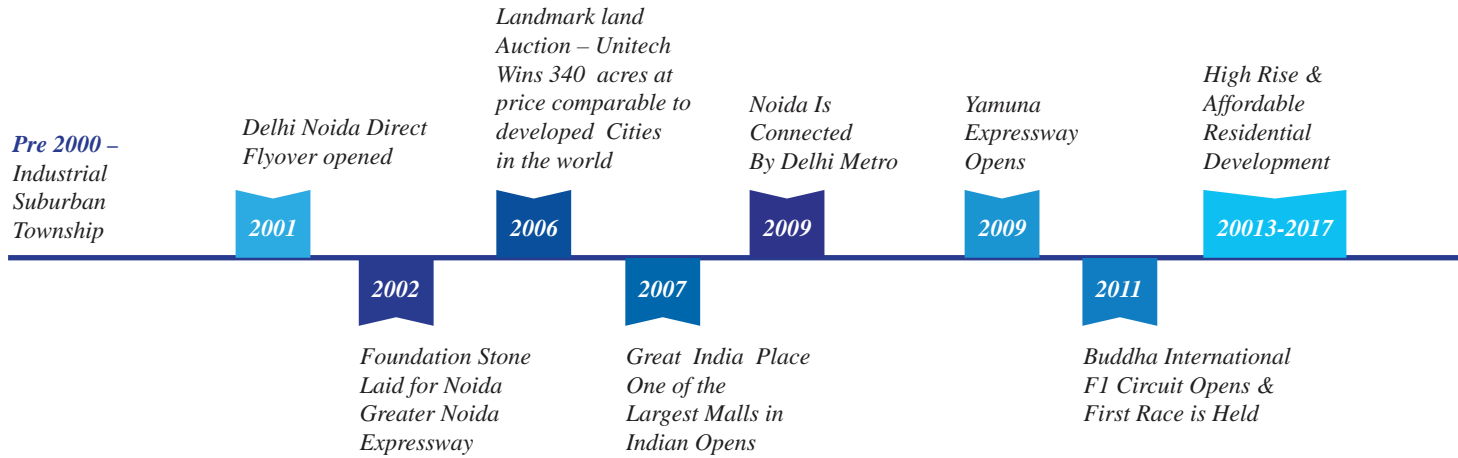 Pre 2000 –
Industrial
Suburban
Township
Delhi Noida Direct
Flyover opened
2001
2002
Foundation Stone
Laid for Noida
Greater Noida
Expressway
Landmark land
Auction – Unitech
Wins 340 acres at
price comparable to
developed Cities
in the world
2006
2007
Great India Place
One of the
Largest Malls in
Indian Opens
Noida Is
Connected
By Delhi Metro
2009
Yamuna
Expressway
Opens
2009
2011
Buddha International
F1 Circuit Opens &
First Race is Held
High Rise &
Affordable
Residential
Development
20013-2017